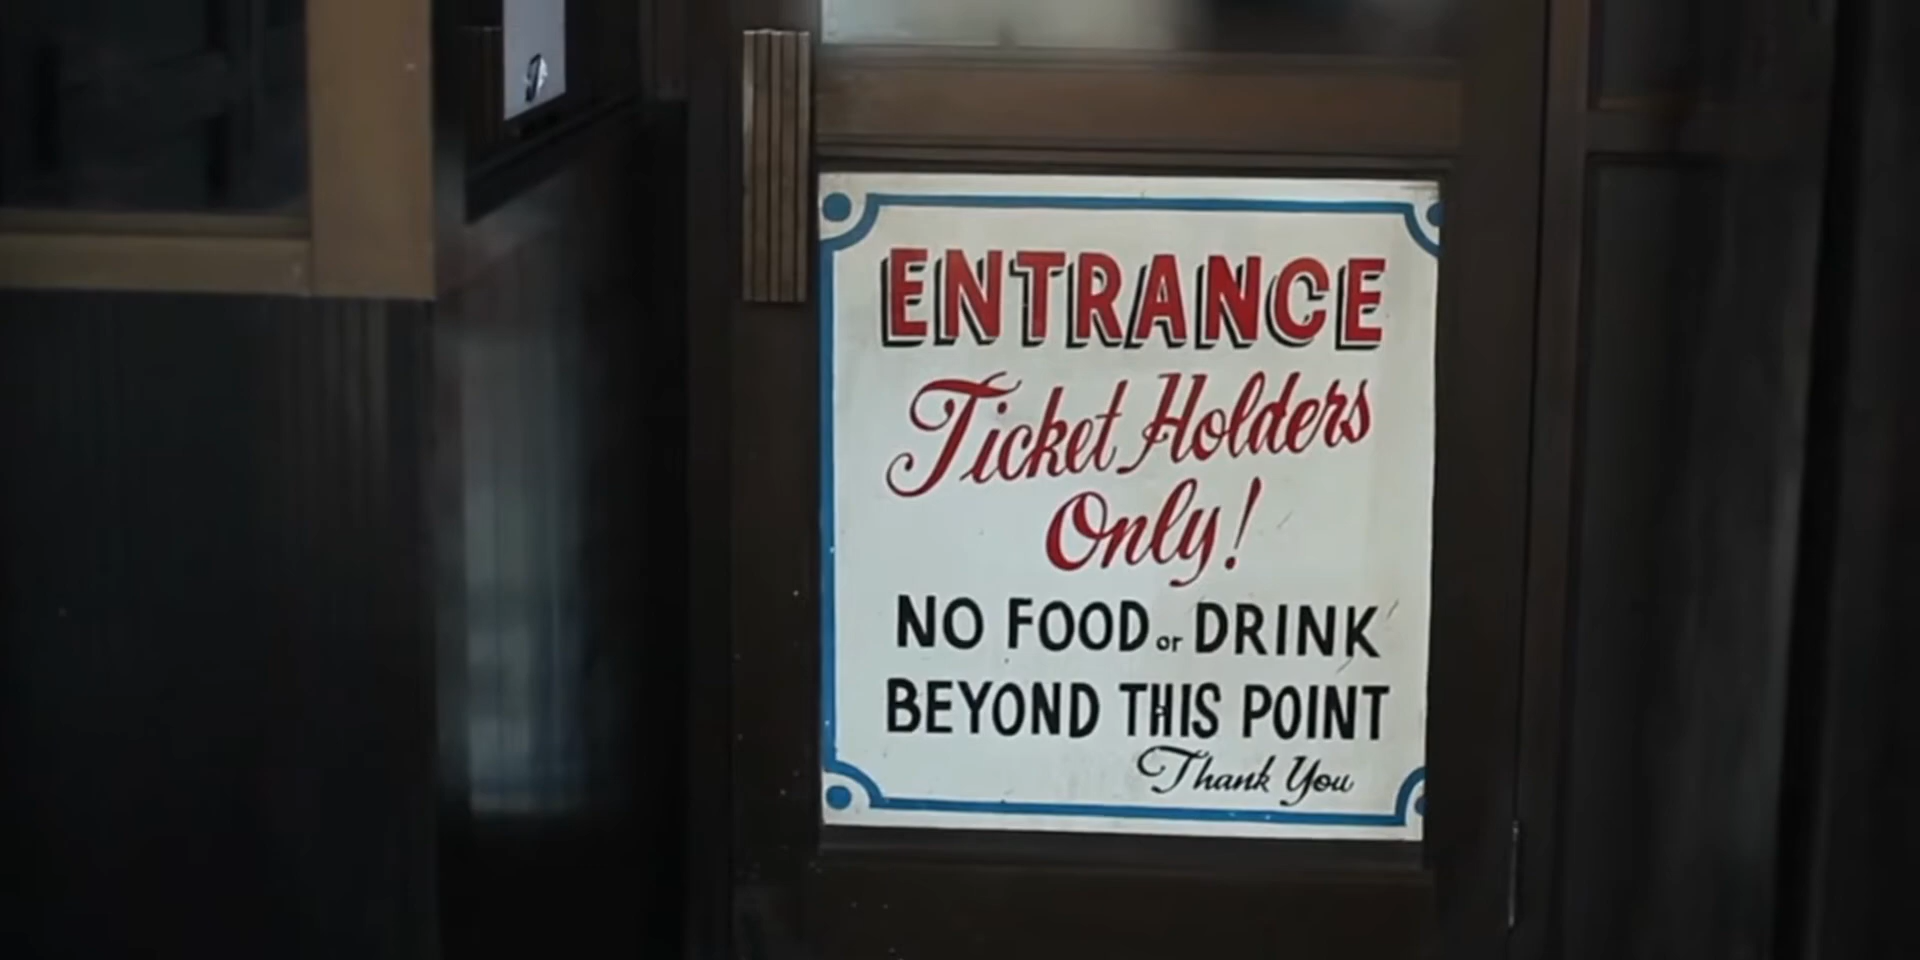 ENTRANCE
Ticket Holders
Only!
NO FOOD or DRINK
BEYOND THIS POINT
Thank You